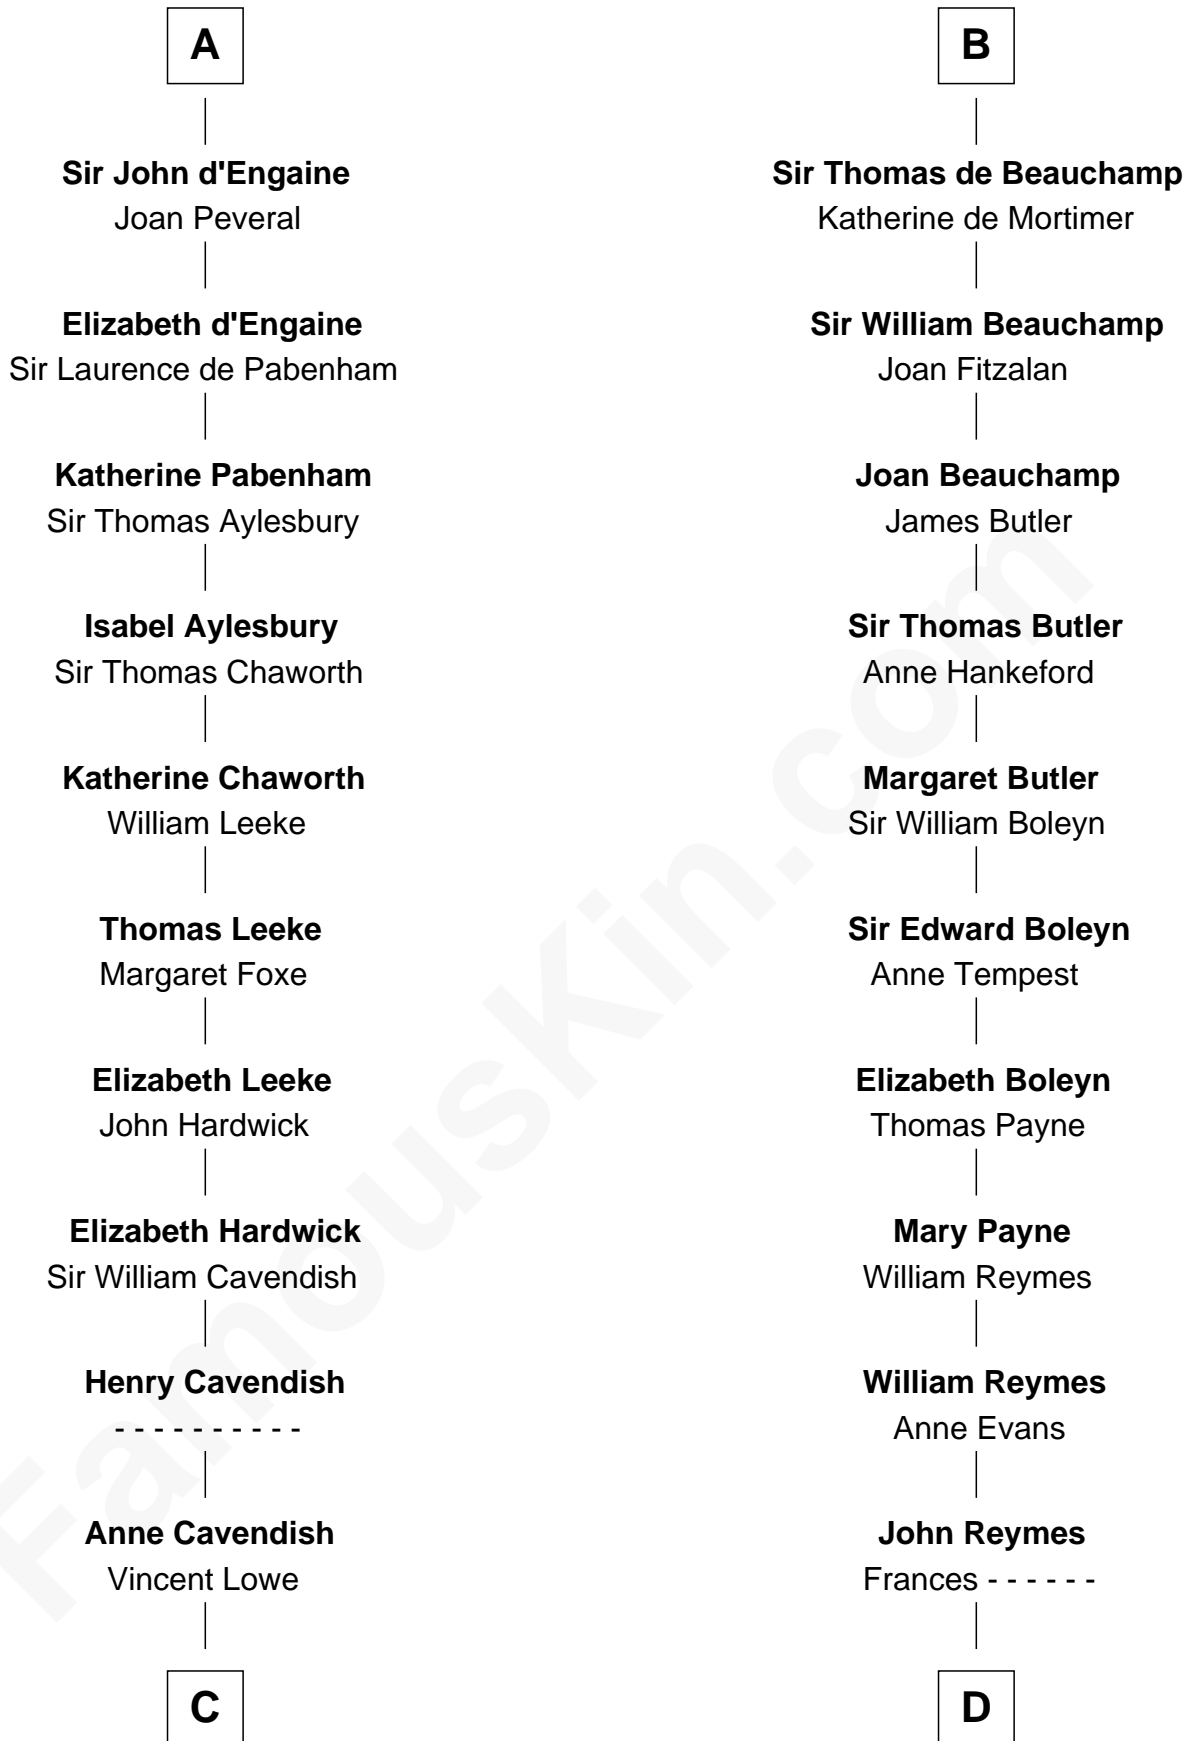 A
Sir John d'Engaine
Joan Peveral
Elizabeth d'Engaine
Sir Laurence de Pabenham
Katherine Pabenham
Sir Thomas Aylesbury
Isabel Aylesbury
Sir Thomas Chaworth
Katherine Chaworth
William Leeke
Thomas Leeke
Margaret Foxe
Elizabeth Leeke
John Hardwick
Elizabeth Hardwick
Sir William Cavendish
Henry Cavendish
- - - - - - - - - -
Anne Cavendish
Vincent Lowe
C
B
Sir Thomas de Beauchamp
Katherine de Mortimer
Sir William Beauchamp
Joan Fitzalan
Joan Beauchamp
James Butler
Sir Thomas Butler
Anne Hankeford
Margaret Butler
Sir William Boleyn
Sir Edward Boleyn
Anne Tempest
Elizabeth Boleyn
Thomas Payne
Mary Payne
William Reymes
William Reymes
Anne Evans
John Reymes
Frances - - - - - -
D
FamousKin.com